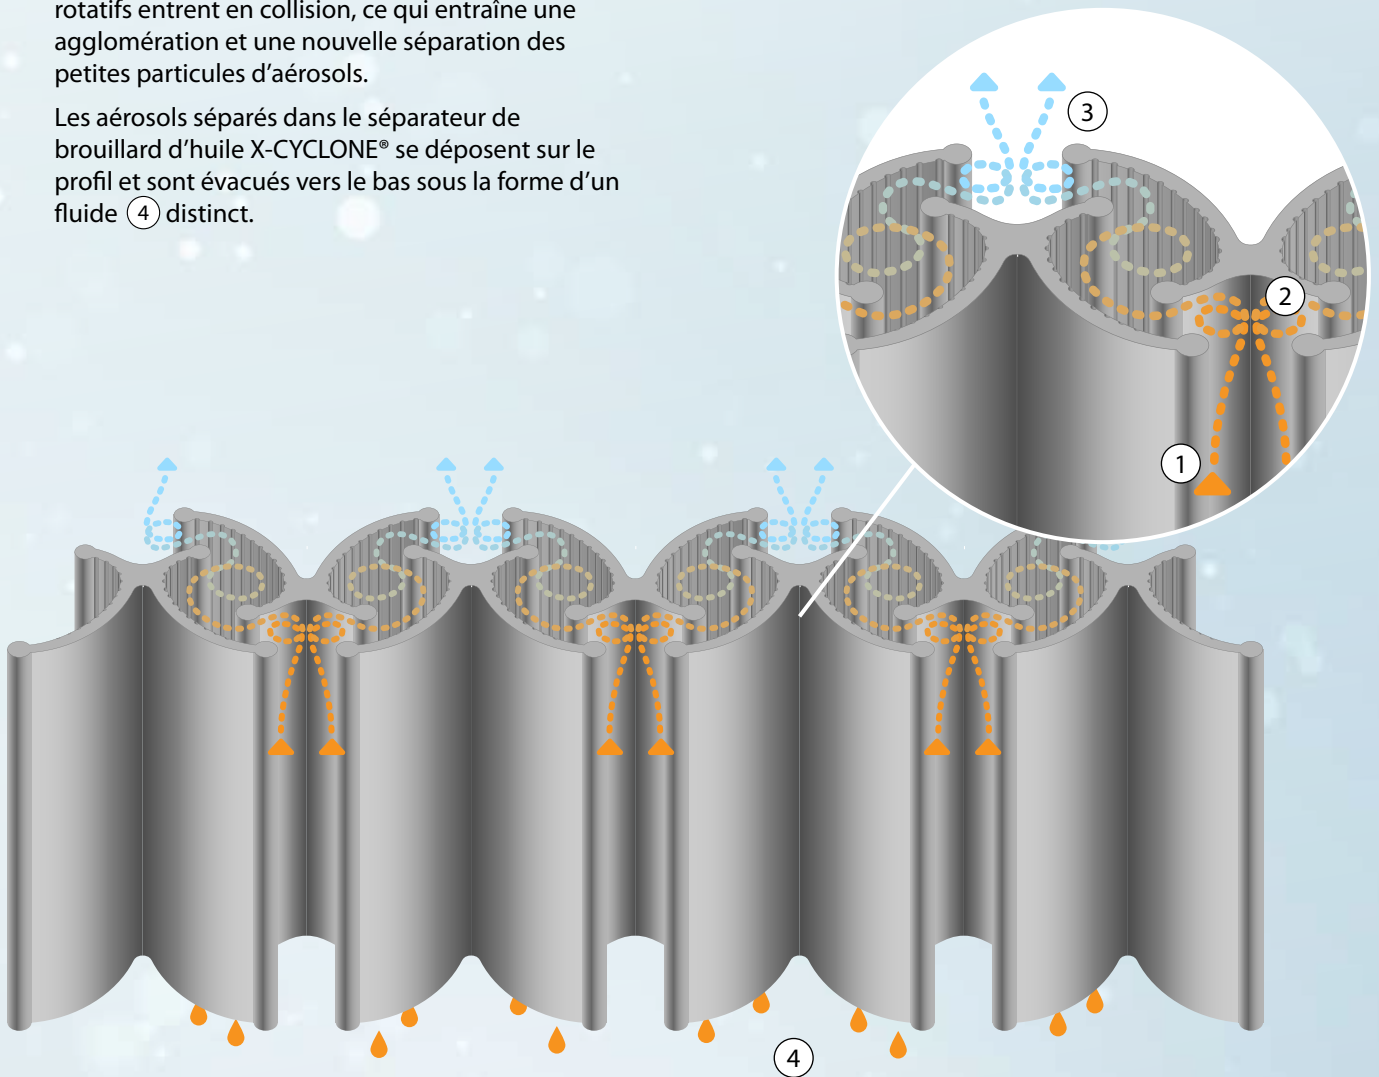 rotatifs entrent en collision, ce qui entraîne une
agglomération et une nouvelle séparation des
petites particules d’aérosols.
Les aérosols séparés dans le séparateur de
brouillard d’huile X-CYCLONE® se déposent sur le
profil et sont évacués vers le bas sous la forme d’un
fluide 4 distinct.
3
2
1
4